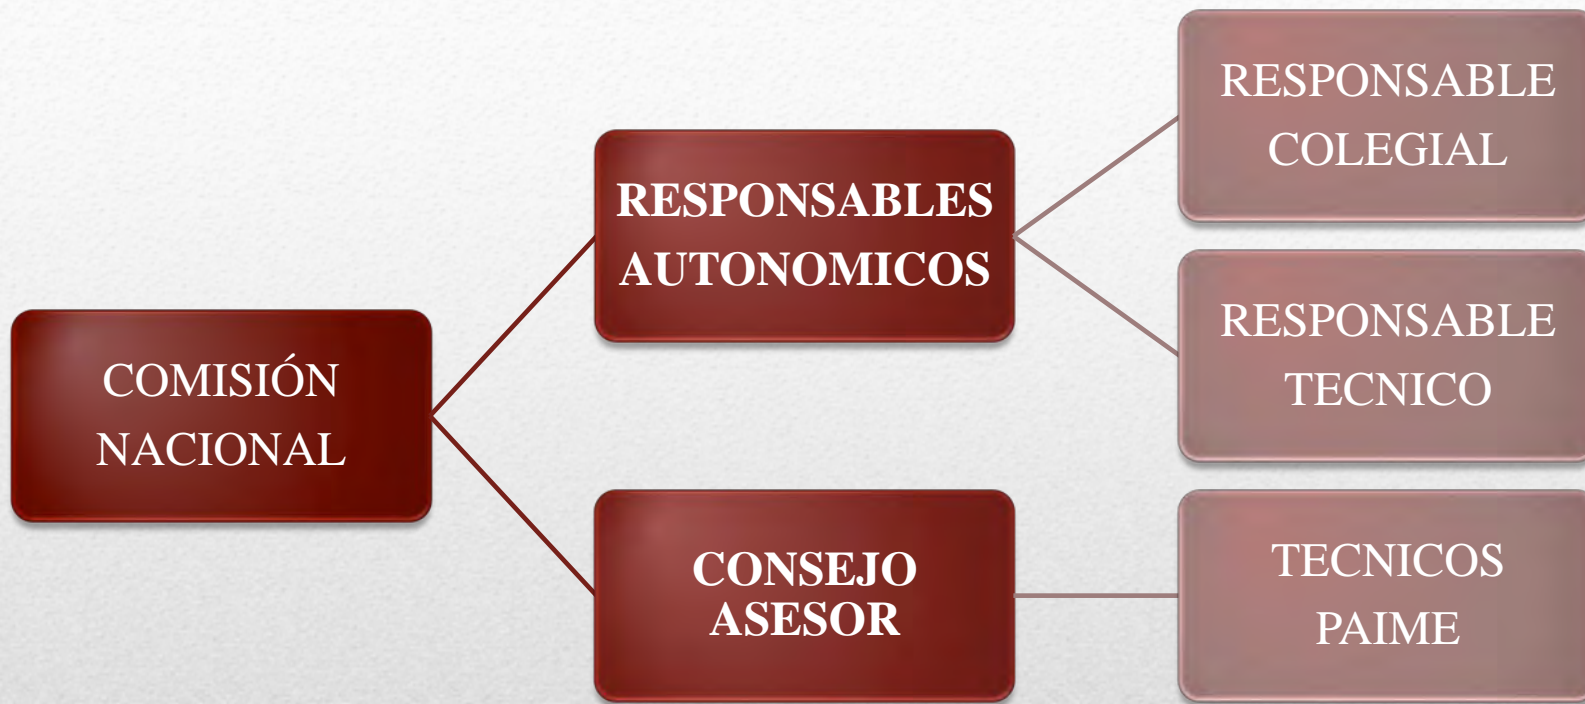 COMISIÓN
NACIONAL
RESPONSABLES
AUTONOMICOS
CONSEJO
ASESOR
RESPONSABLE
COLEGIAL
RESPONSABLE
TECNICO
TECNICOS
PAIME